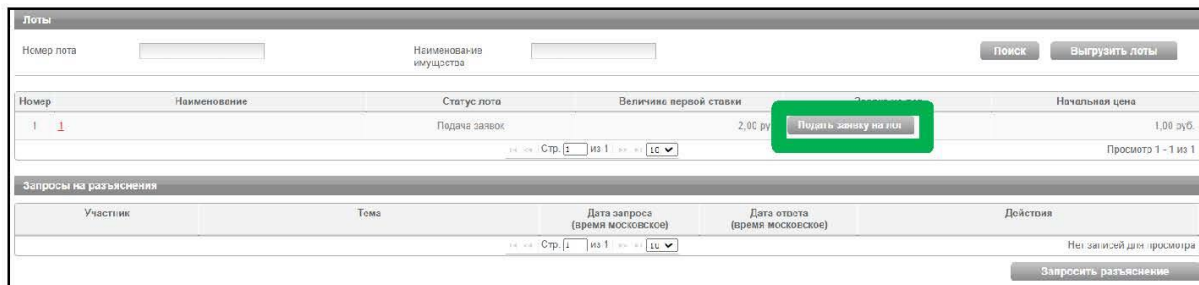 Лоты
Номер лота
Наименование
имущества
Поиск
Выгрузить лоты
Номер Наименование Статус лота Величина первой ставки Заявка на лот Начальная цена
1 1 Подача заявок 2,00 ру Подать заявку на лот 1,00 руб.
Стр. 1 из 1 10 Просмотр 1 - 1 из 1
Запросы на разъяснения
Участник Тема Дата запроса Дата ответа Действия
(время московское) (время московское)
Стр. 1 из 1 10 Нет записей для просмотра
Запросить разъяснение